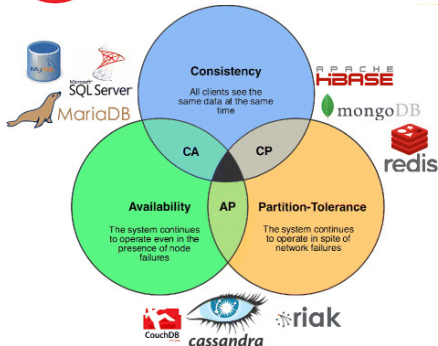 Consistency
All clients see the
same data at the same
time
MySQL
Microsoft
SQL Server
MariaDB
APACHE
HBASE
mongoDB
redis
CA
CP
AP
Availability
The system continues
to operate even in the
presence of node
failures
Partition-Tolerance
The system continues
to operate in spite of
network failures
CouchDB
cassandra
riak